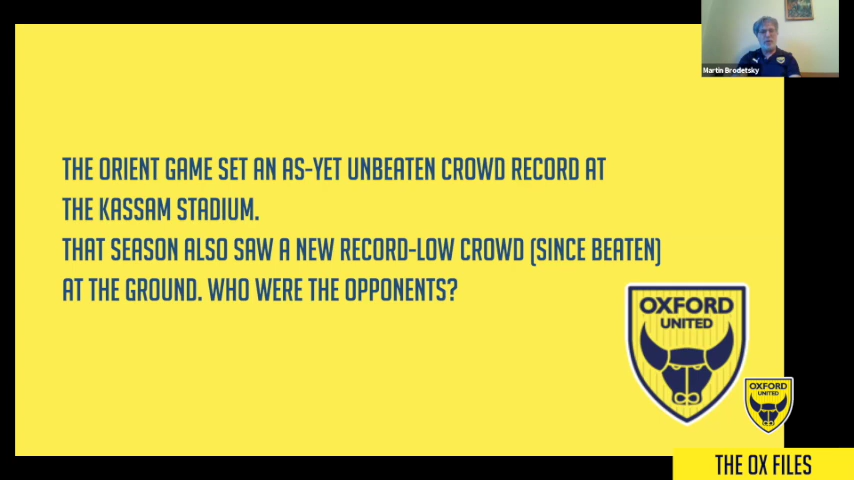 Martin Brodetsky
THE ORIENT GAME SET AN AS-YET UNBEATEN CROWD RECORD AT
THE KASSAM STADIUM.
THAT SEASON ALSO SAW A NEW RECORD-LOW CROWD (SINCE BEATEN)
AT THE GROUND. WHO WERE THE OPPONENTS?
OXFORD
UNITED
OXFORD
UNITED
THE OX FILES